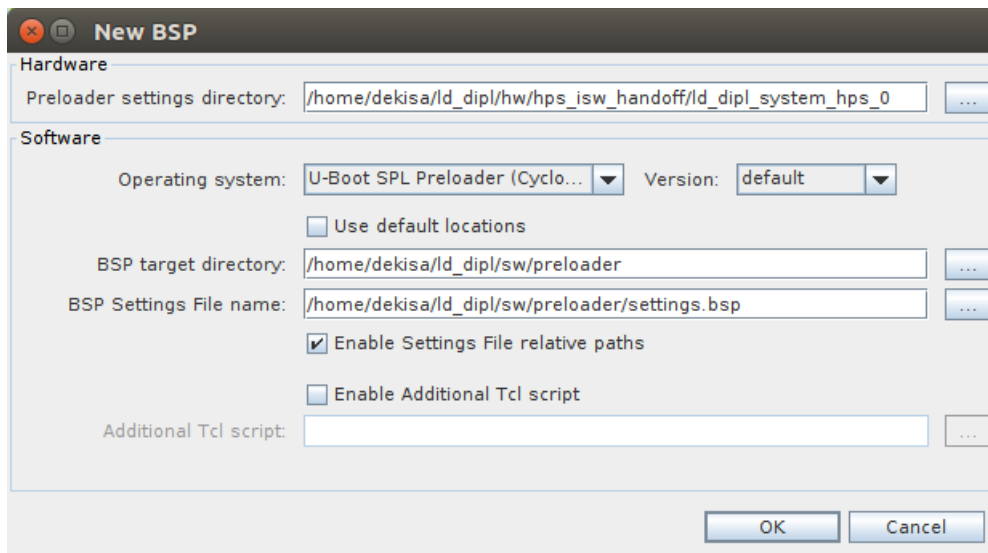 New BSP
Hardware
Preloader settings directory: /home/dekisa/ld_dipl/hw/hps_isw_handoff/ld_dipl_system_hps_0 ...
Software
Operating system: U-Boot SPL Preloader (Cyclo... Version: default
Use default locations
BSP target directory: /home/dekisa/ld_dipl/sw/preloader ...
BSP Settings File name: /home/dekisa/ld_dipl/sw/preloader/settings.bsp ...
Enable Settings File relative paths
Enable Additional Tcl script
Additional Tcl script: ...
OK Cancel